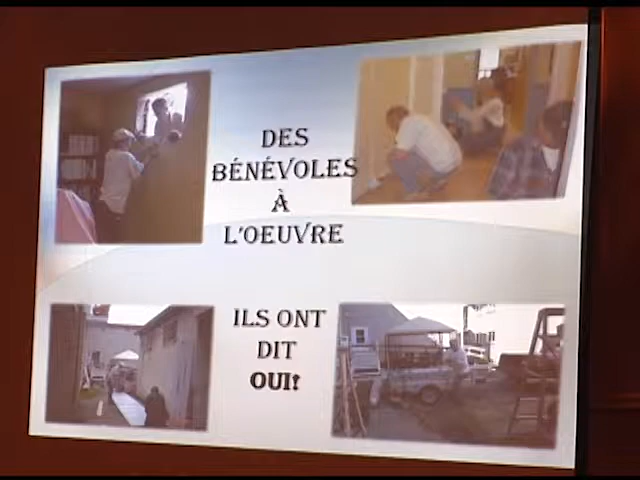 DES
BÉNÉVOLES
À
L'OEUVRE
ILS ONT
DIT
OUI!